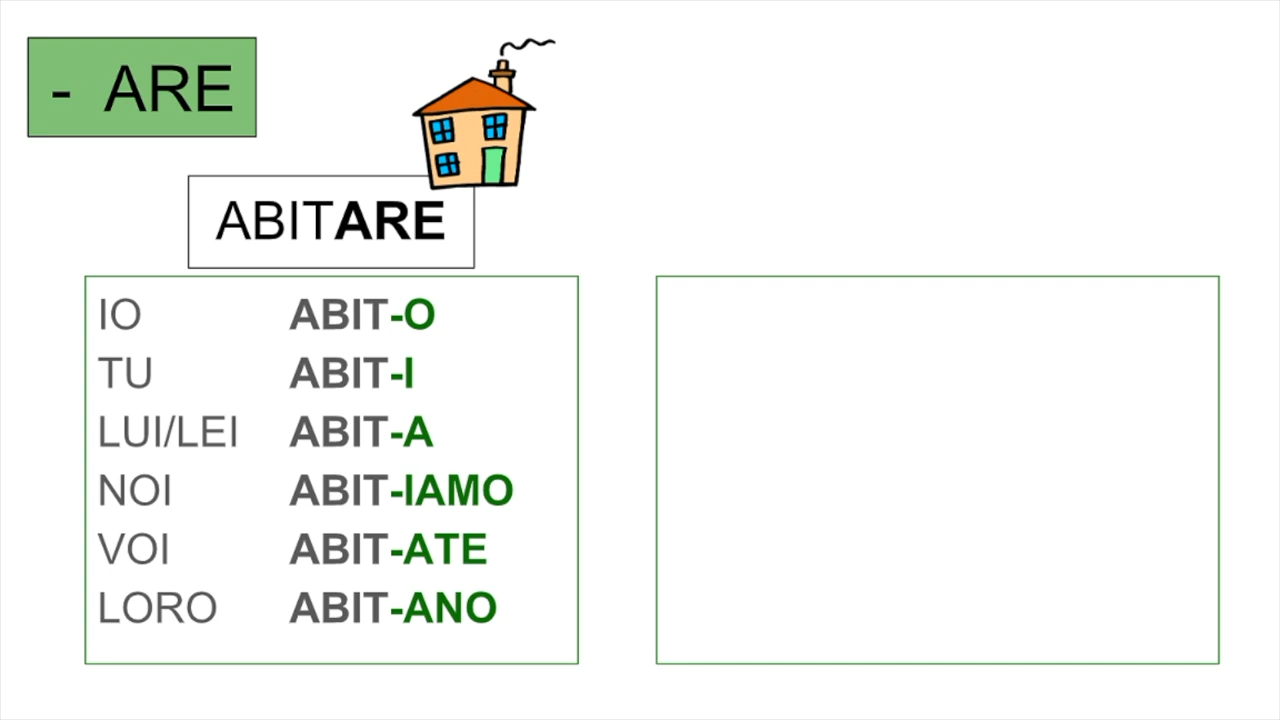 - ARE
ABITARE
IO ABIT-O
TU ABIT-I
LUI/LEI ABIT-A
NOI ABIT-IAMO
VOI ABIT-ATE
LORO ABIT-ANO